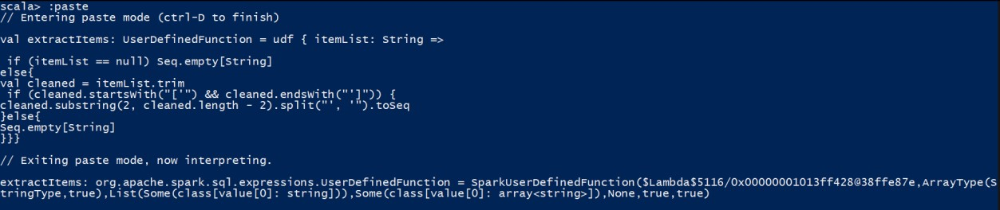 scala> :paste
// Entering paste mode (ctrl-D to finish)
val extractItems: UserDefinedFunction = udf { itemList: String =>
if (itemList == null) Seq.empty[String]
else{
val cleaned = itemList.trim
if (cleaned.startsWith("['") && cleaned.endsWith("']")) {
cleaned.substring(2, cleaned.length - 2).split("', '").toSeq
}else{
Seq.empty[String]
}}}
// Exiting paste mode, now interpreting.
extractItems: org.apache.spark.sql.expressions.UserDefinedFunction = SparkUserDefinedFunction($Lambda$5116/0x00000001013ff428@38ffe87e,ArrayType(S
tringType,true),List(Some(class[value[0]: string])),Some(class[value[0]: array<string>]),None,true,true)